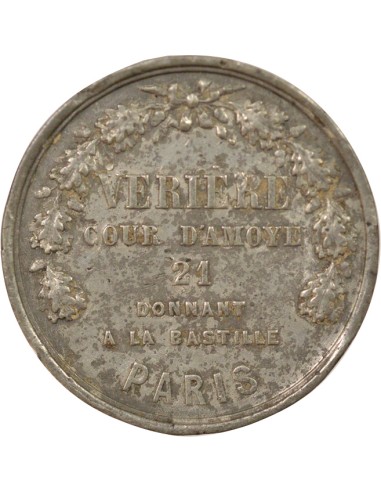 VERIERE
COUR D'AMOYE
21
DONNANT
A LA BASTILLE
PARIS